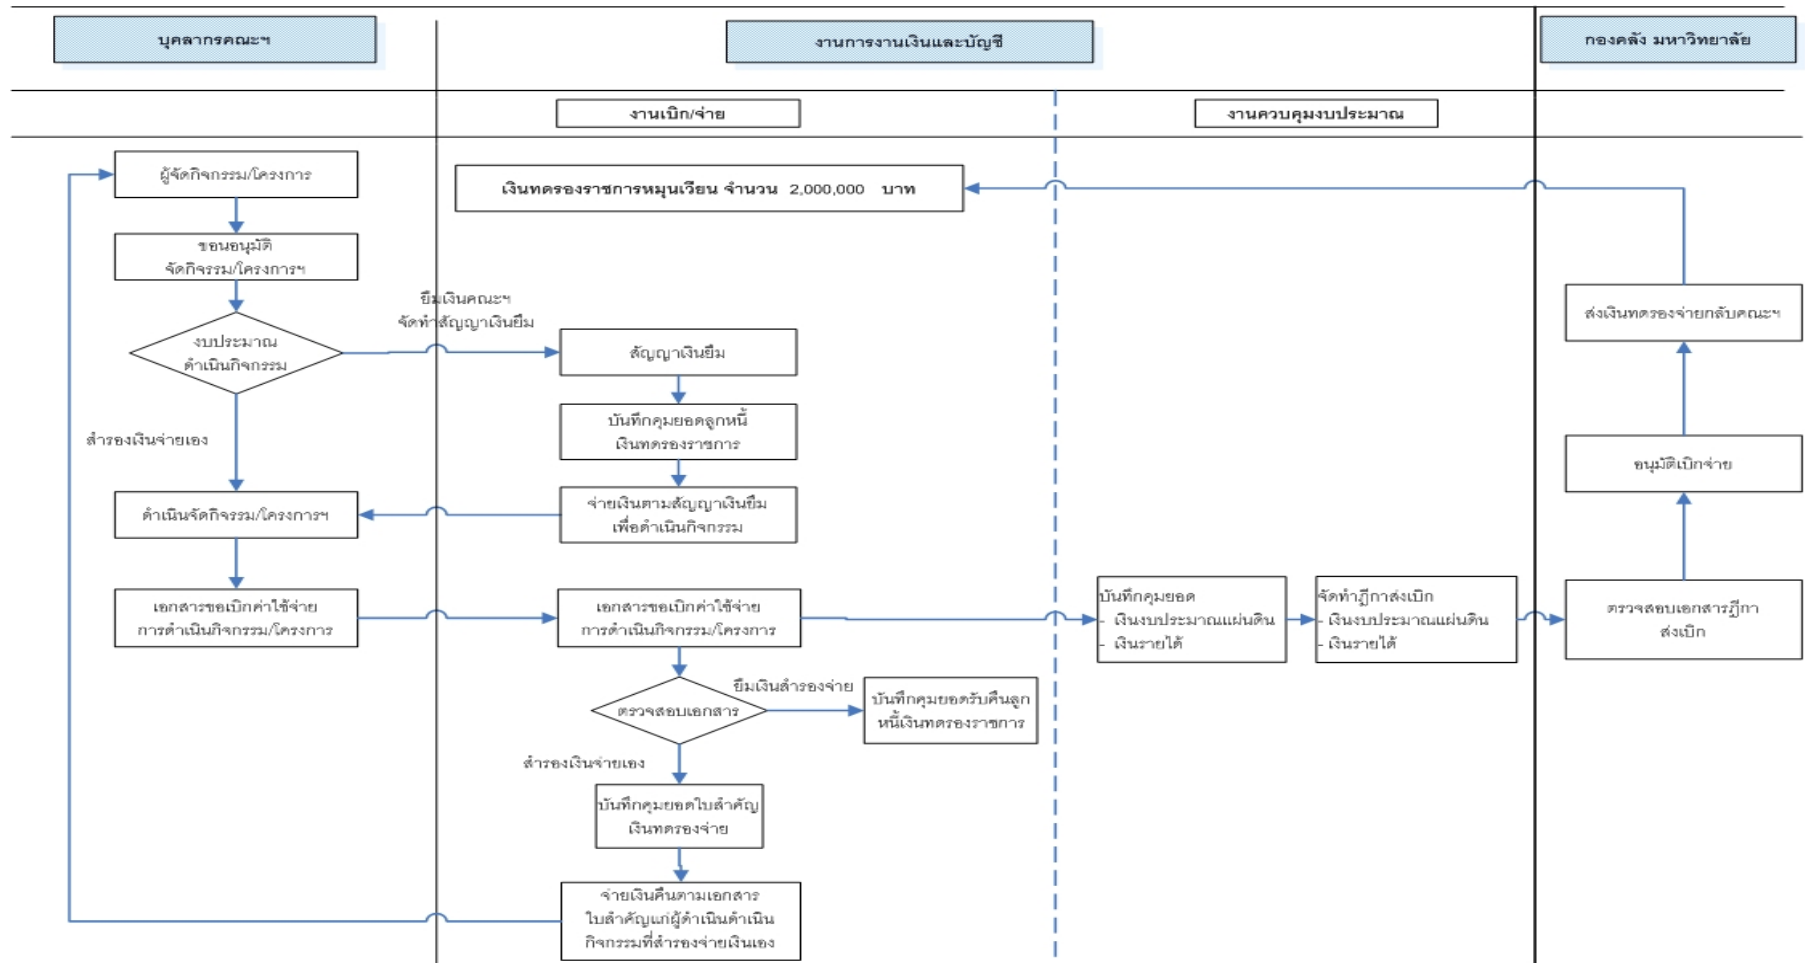 บุคลากรคณะฯ
งานการงานเงินและบัญชี
กองคลัง มหาวิทยาลัย
งานเบิก/จ่าย
งานควบคุมงบประมาณ
ผู้จัดกิจกรรม/โครงการ
เงินทดรองราชการหมุนเวียน จำนวน 2,000,000 บาท
ขอนอนุมัติ
จัดกิจรรม/โครงการฯ
ยืมเงินคณะฯ
จัดทำสัญญาเงินยืม
ส่งเงินทดรองจ่ายกลับคณะฯ
งบประมาณ
ดำเนินกิจกรรม
สัญญาเงินยืม
บันทึกคุมยอดลูกหนี้
เงินทดรองราชการ
สำรองเงินจ่ายเอง
อนุมัติเบิกจ่าย
ดำเนินจัดกิจรรม/โครงการฯ
จ่ายเงินตามสัญญาเงินยืม
เพื่อดำเนินกิจกรรม
เอกสารขอเบิกค่าใช้จ่าย
การดำเนินกิจกรรม/โครงการ
เอกสารขอเบิกค่าใช้จ่าย
การดำเนินกิจกรรม/โครงการ
บันทึกคุมยอด
- เงินงบประมาณแผ่นดิน
- เงินรายได้
จัดทำฎีกาส่งเบิก
- เงินงบประมาณแผ่นดิน
- เงินรายได้
ตรวจสอบเอกสารฎีกา
ส่งเบิก
ยืมเงินสำรองจ่าย
ตรวจสอบเอกสาร
บันทึกคุมยอดรับคืนลูก
หนี้เงินทดรองราชการ
สำรองเงินจ่ายเอง
บันทึกคุมยอดใบสำคัญ
เงินทดรองจ่าย
จ่ายเงินคืนตามเอกสาร
ใบสำคัญแก่ผู้ดำเนินดำเนิน
กิจกรรมที่สำรองจ่ายเงินเอง